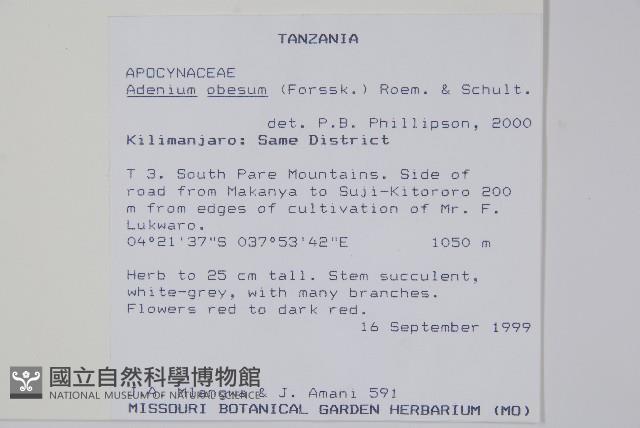 TANZANIA
APOCYNACEAE
Adenium obesum (Forssk.) Roem. & Schult.
det. P.B. Phillipson, 2000
Kilimanjaro: Same District
T 3. South Pare Mountains. Side of
road from Makanya to Suji-Kitororo 200
m from edges of cultivation of Mr. F.
Lukwaro.
04°21'37"S 037°53'42"E 1050 m
Herb to 25 cm tall. Stem succulent,
white-grey, with many branches.
Flowers red to dark red.
16 September 1999
國立自然科學博物館
NATIONAL MUSEUM OF NATURAL SCIENCE
& J. Amani 591
MISSOURI BOTANICAL GARDEN HERBARIUM (MO)